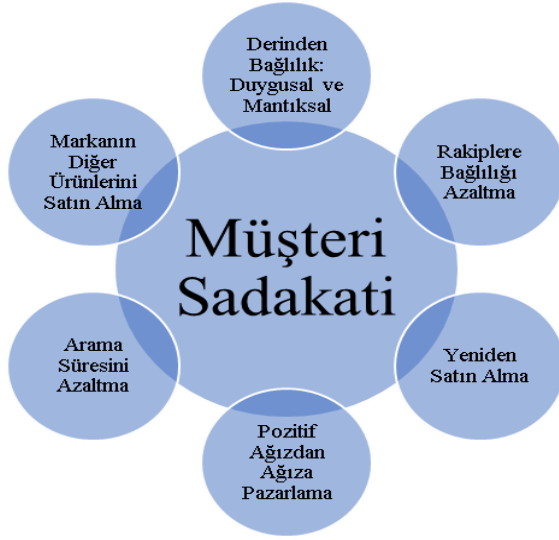 Derinden
Bağlılık:
Duygusal ve
Mantıksal
Markanın
Diğer
Ürünlerini
Satın Alma
Rakiplere
Bağlılığı
Azaltma
Müşteri
Sadakati
Arama
Süresini
Azaltma
Yeniden
Satın Alma
Pozitif
Ağızdan
Ağıza
Pazarlama